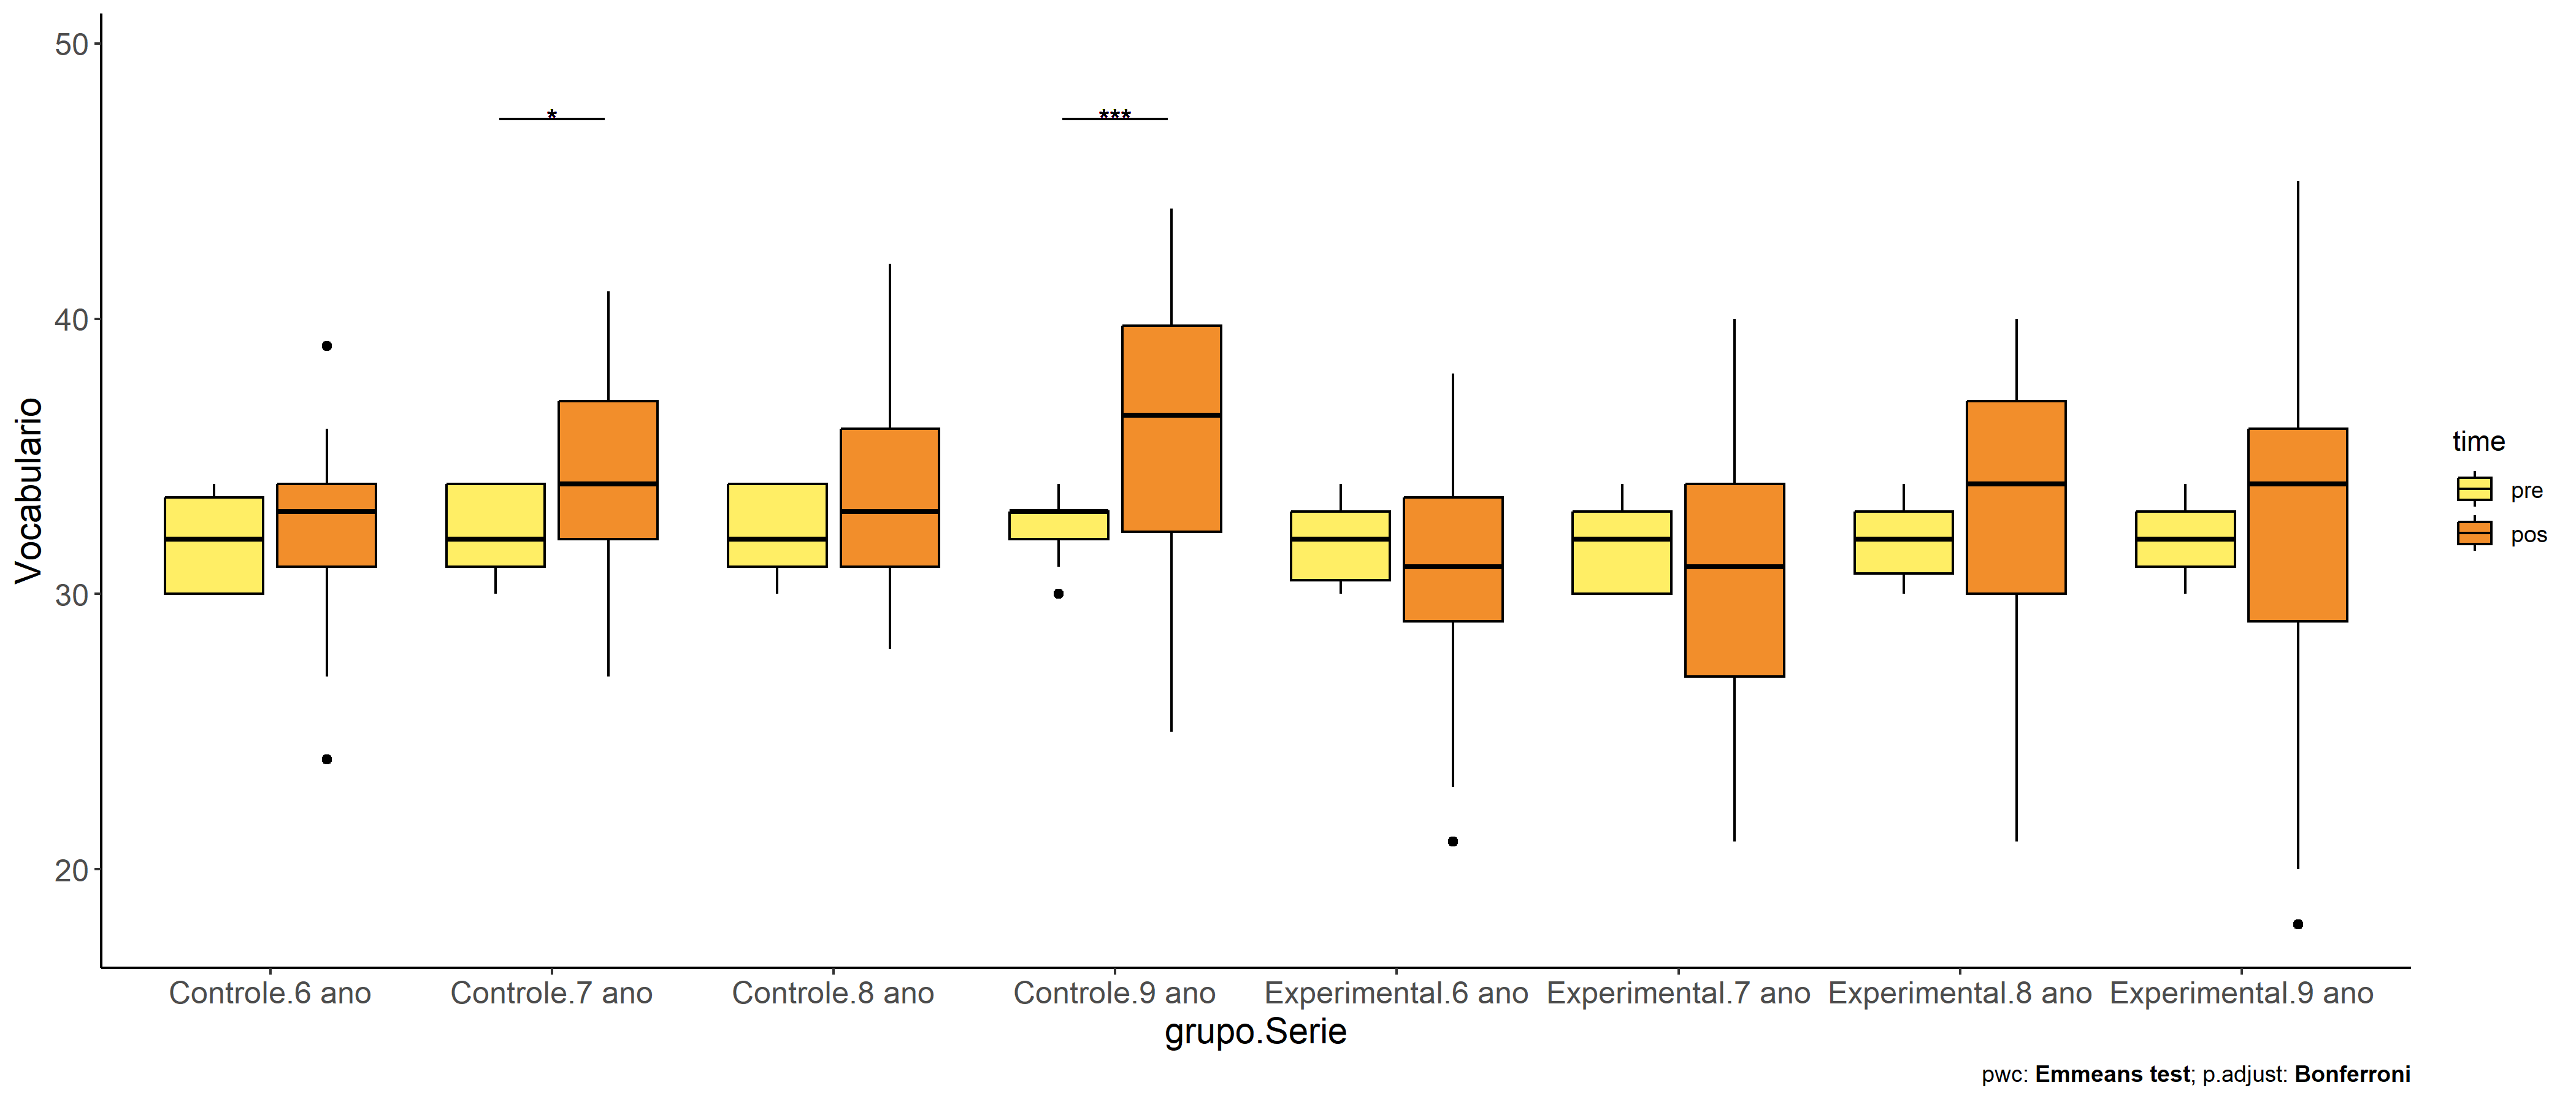 50
40
30
20
Vocabulario
*
***
Controle.6 ano
Controle.7 ano
Controle.8 ano
Controle.9 ano
Experimental.6 ano
Experimental.7 ano
Experimental.8 ano
Experimental.9 ano
grupo.Serie
time
pre
pos
pwc: Emmeans test; p.adjust: Bonferroni